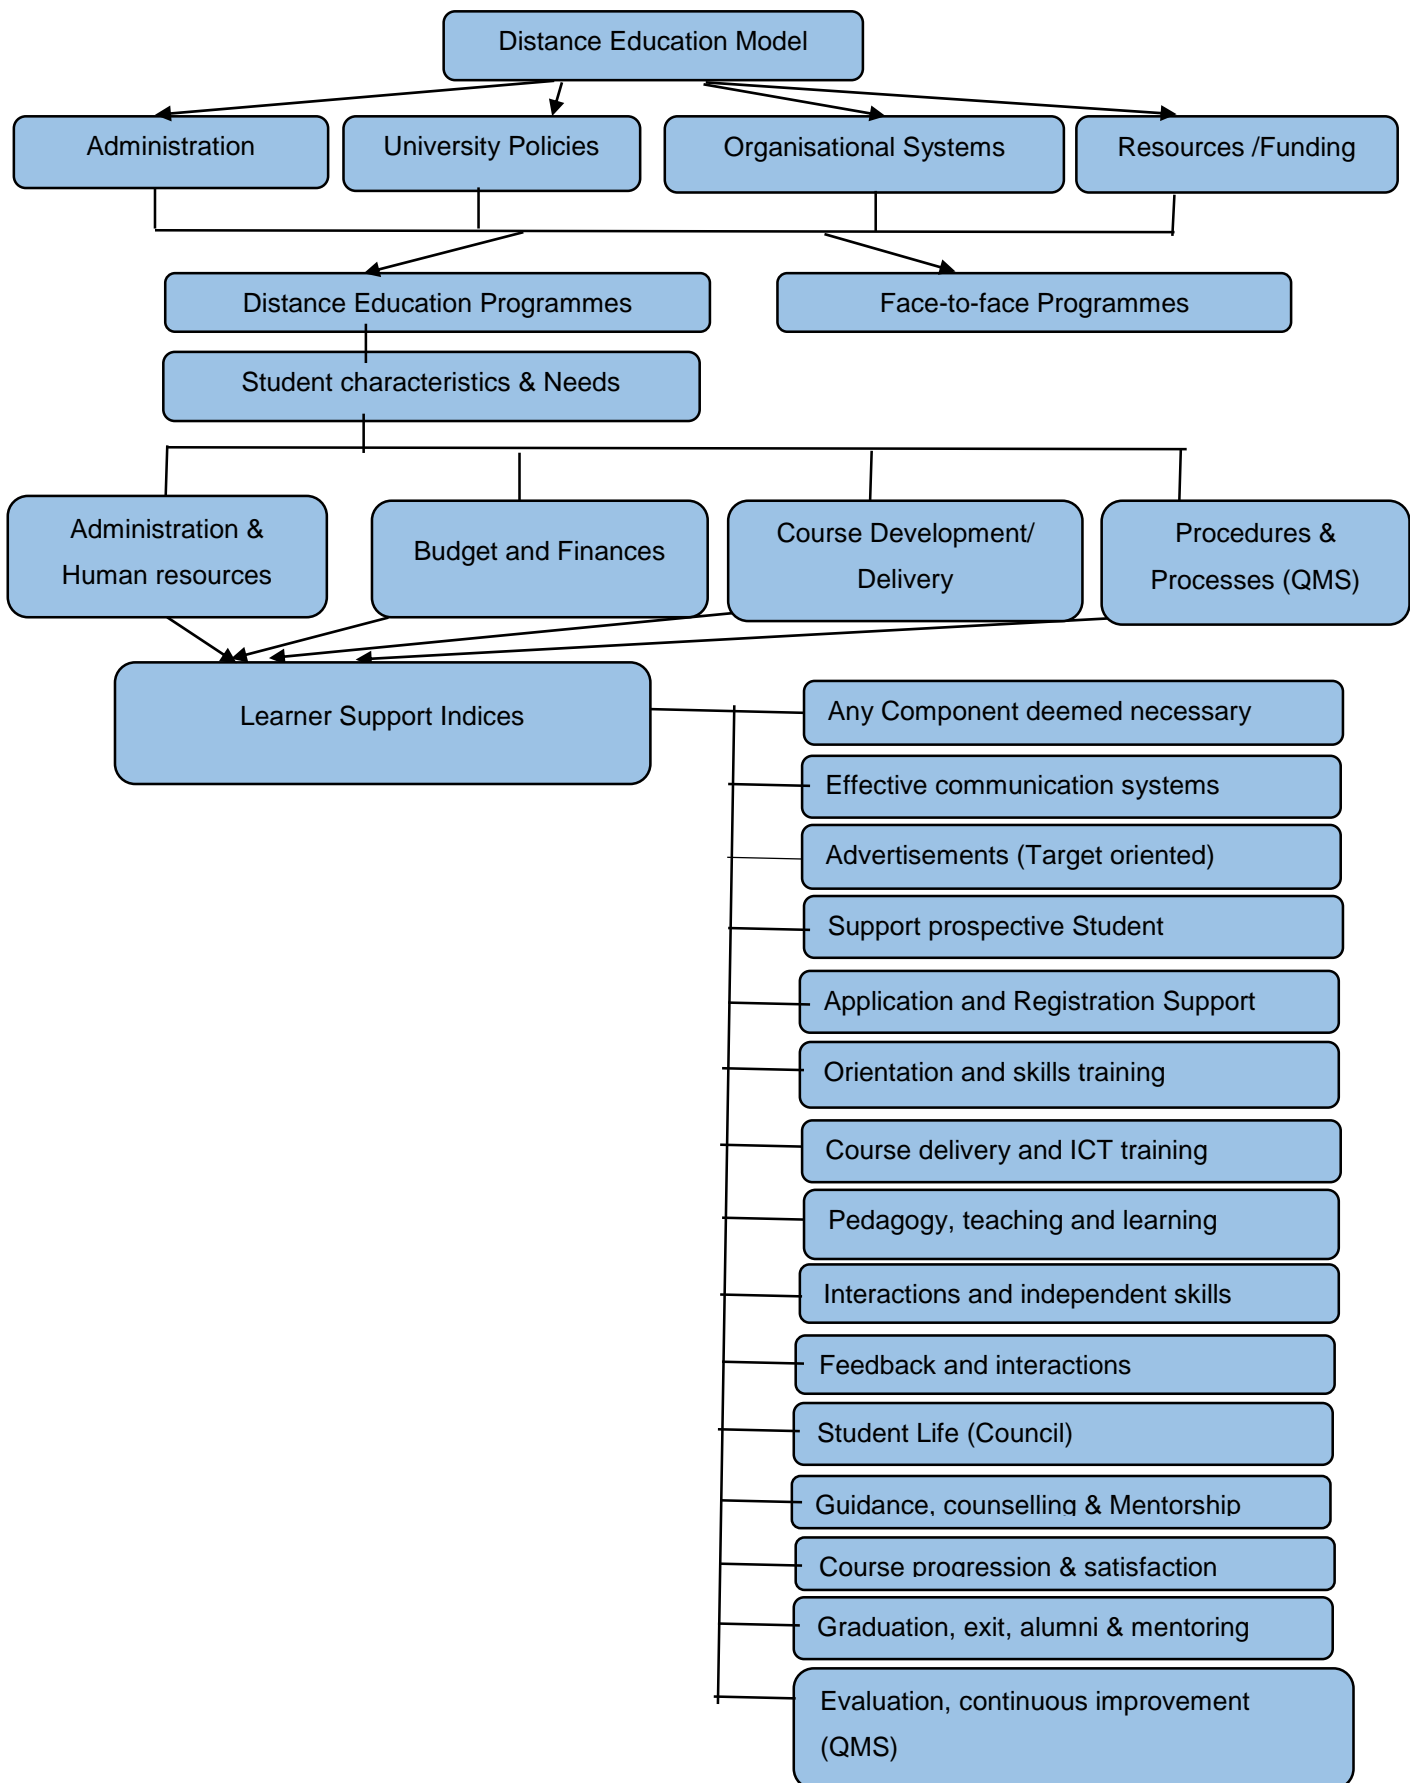 Distance Education Model
Administration
University Policies
Organisational Systems
Resources /Funding
Distance Education Programmes
Face-to-face Programmes
Student characteristics & Needs
Administration &
Human resources
Budget and Finances
Course Development/
Delivery
Procedures &
Processes (QMS)
Learner Support Indices
Any Component deemed necessary
Effective communication systems
Advertisements (Target oriented)
Support prospective Student
Application and Registration Support
Orientation and skills training
Course delivery and ICT training
Pedagogy, teaching and learning
Interactions and independent skills
Feedback and interactions
Student Life (Council)
Guidance, counselling & Mentorship
Course progression & satisfaction
Graduation, exit, alumni & mentoring
Evaluation, continuous improvement
(QMS)